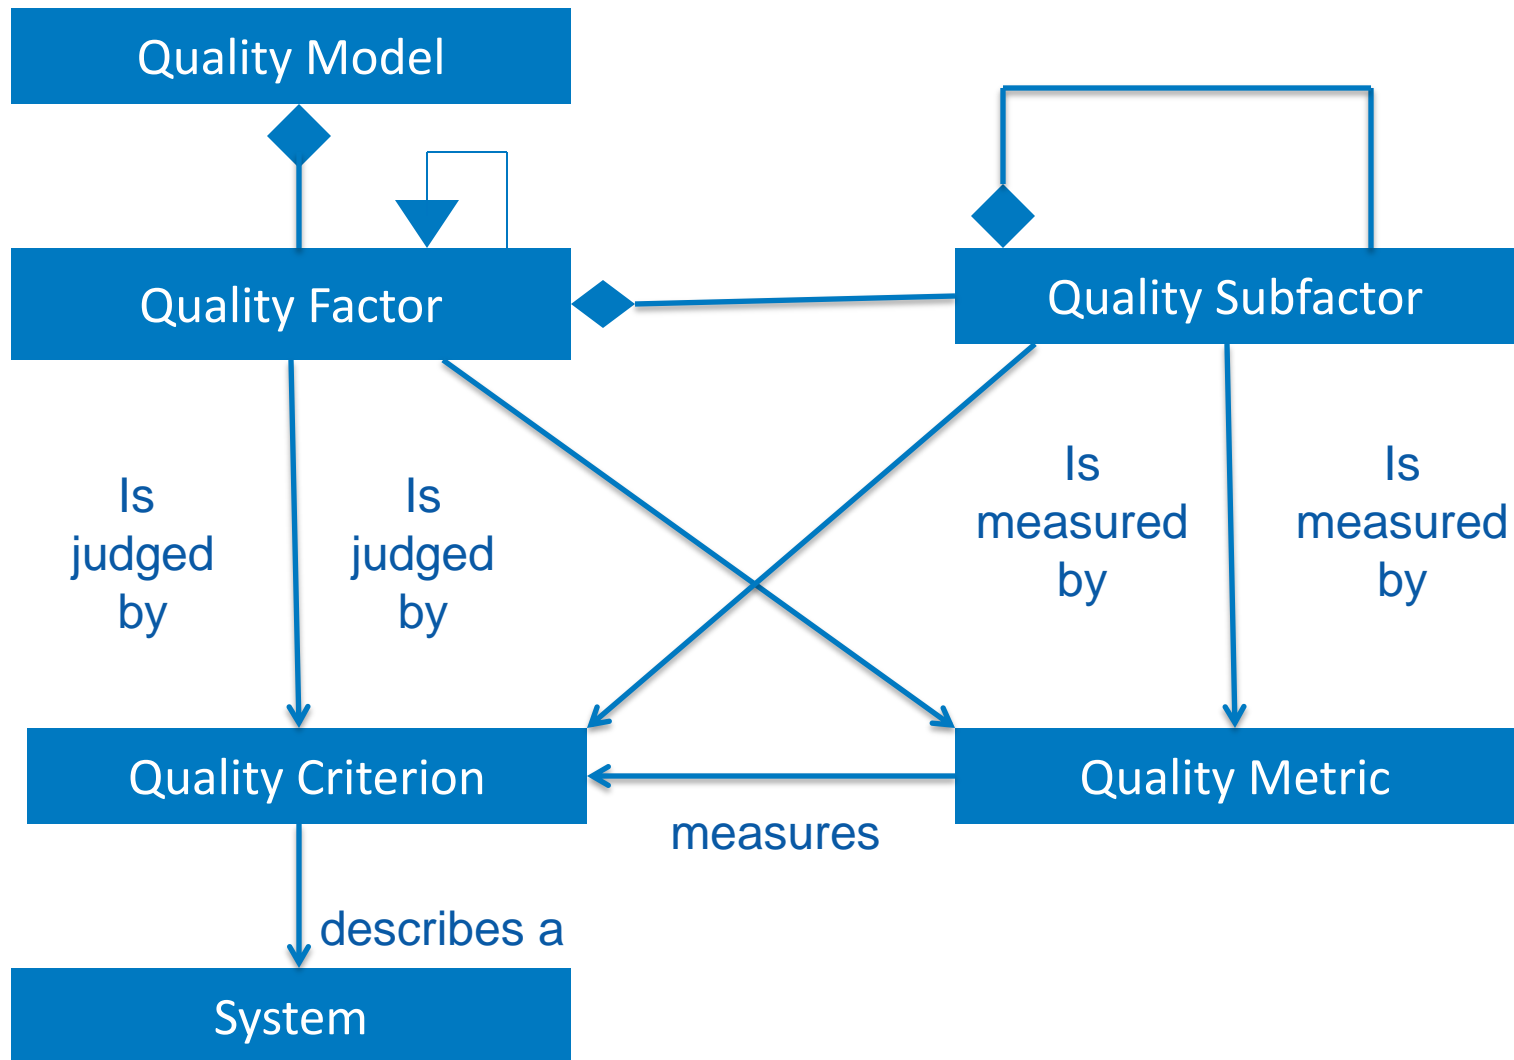 Quality Model
Quality Factor
Quality Subfactor
Is
judged
by
Is
judged
by
Is
measured
by
Is
measured
by
Quality Criterion
Quality Metric
measures
describes a
System